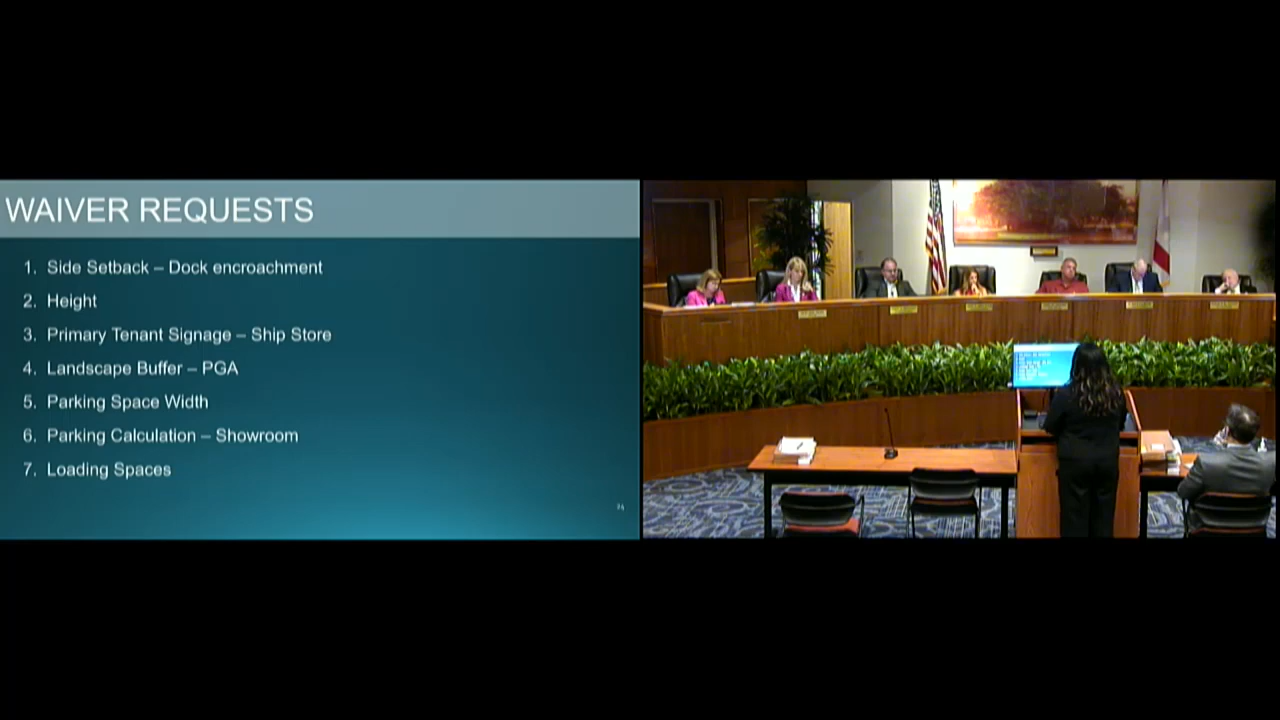 WAIVER REQUESTS
1. Side Setback – Dock encroachment
2. Height
3. Primary Tenant Signage – Ship Store
4. Landscape Buffer – PGA
5. Parking Space Width
6. Parking Calculation – Showroom
7. Loading Spaces